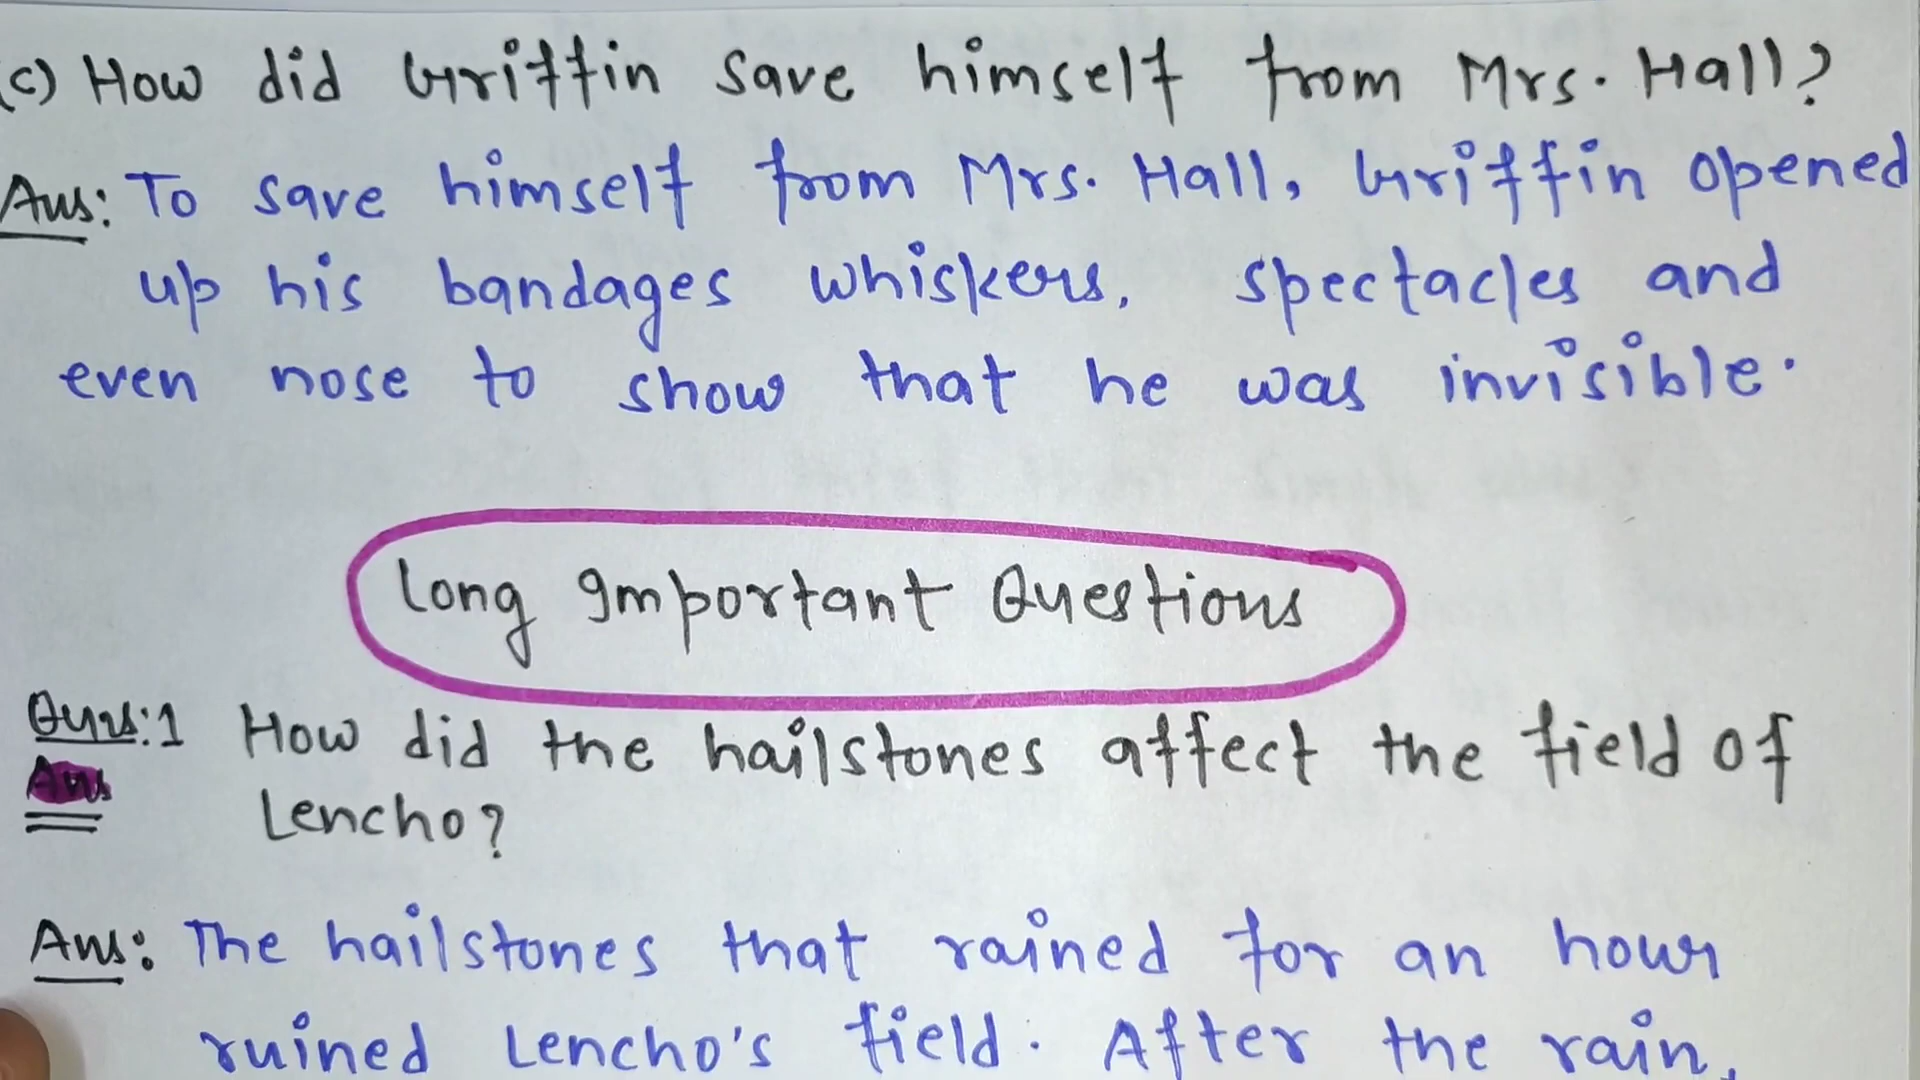 (c) How did Griffin save himself from Mrs. Hall?
Ans: To save himself from Mrs. Hall, Griffin opened
up his bandages whiskers, spectacles and
even nose to show that he was invisible.
Long Important Questions
Ques:1 How did the hailstones affect the field of
Ans
Lencho?
Ans: The hailstones that rained for an hour
ruined Lencho's field. After the rain,